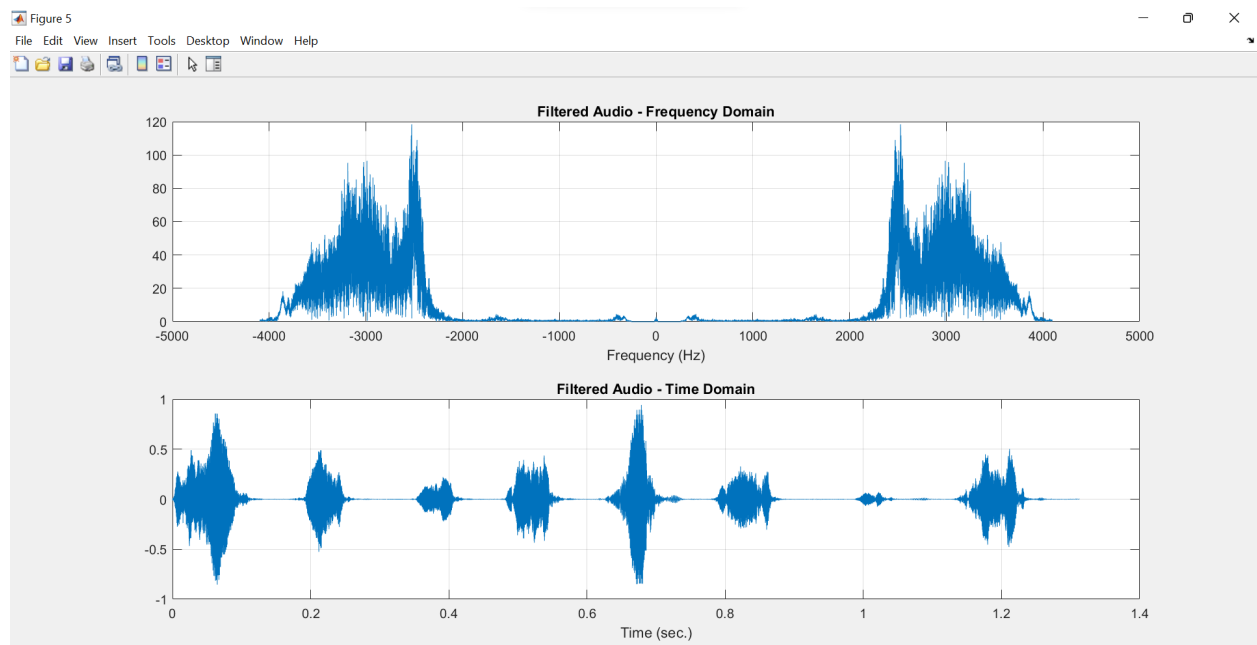 Figure 5
File Edit View Insert Tools Desktop Window Help
Filtered Audio - Frequency Domain
120
100
80
60
40
20
0
-5000 -4000 -3000 -2000 -1000 0 1000 2000 3000 4000 5000
Frequency (Hz)
Filtered Audio - Time Domain
1
0.5
0
-0.5
-1
0 0.2 0.4 0.6 0.8 1 1.2 1.4
Time (sec.)